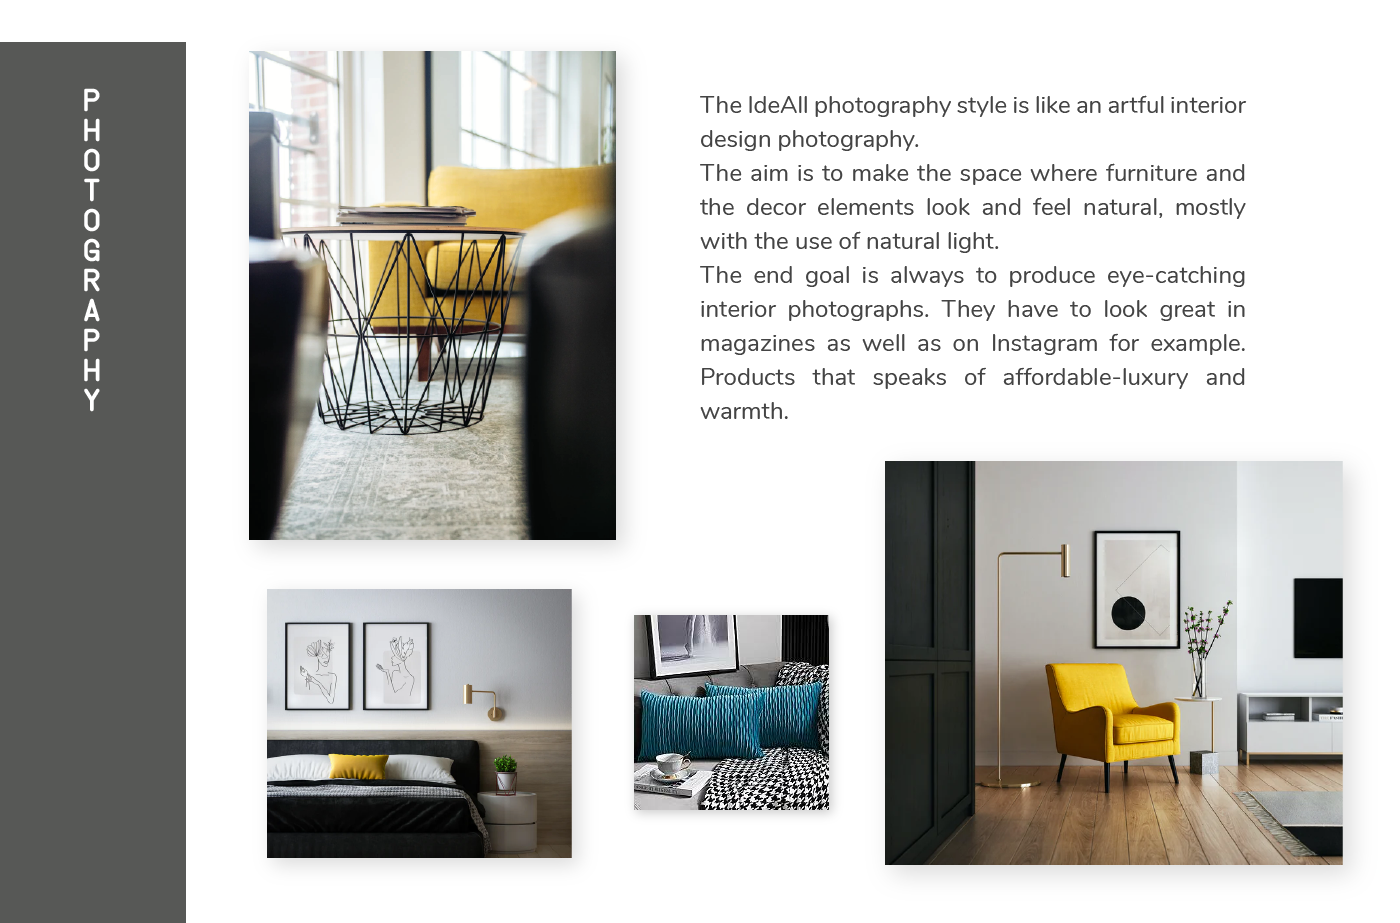 PHOTOGRAPHY
The IdeAll photography style is like an artful interior
design photography.
The aim is to make the space where furniture and
the decor elements look and feel natural, mostly
with the use of natural light.
The end goal is always to produce eye-catching
interior photographs. They have to look great in
magazines as well as on Instagram for example.
Products that speaks of affordable-luxury and
warmth.